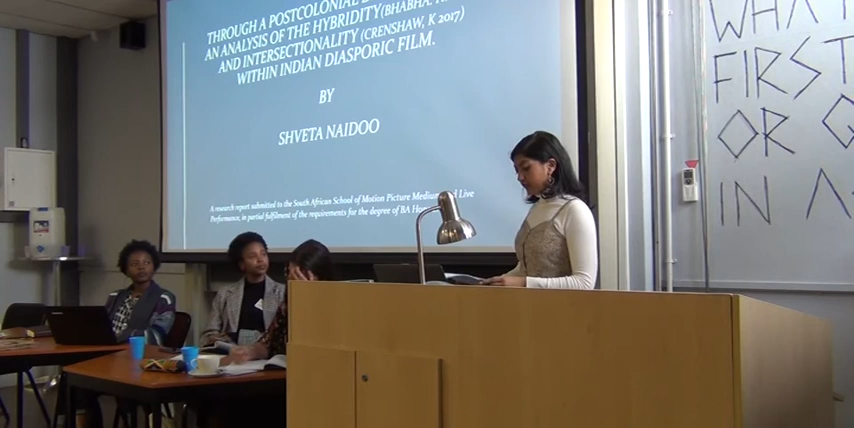 THROUGH A POSTCOLONIAL
AN ANALYSIS OF THE HYBRIDITY (BHABHA.
AND INTERSECTIONALITY (CRENSHAW, K 2017)
WITHIN INDIAN DIASPORIC FILM.
BY
SHVETA NAIDOO
A research report submitted to the South African School of Motion Picture Medium and Live
Performance, in partial fulfilment of the requirements for the degree of BA
WHAT
FIRST
OR
IN